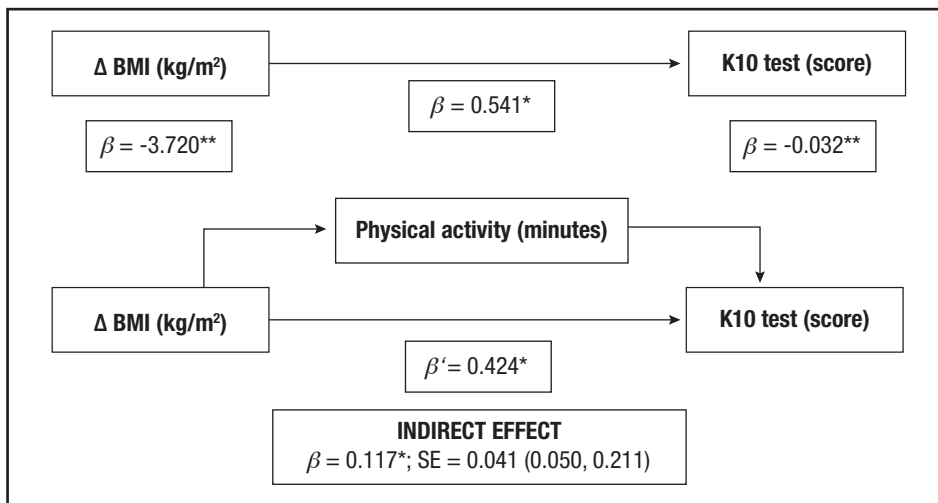 Δ BMI (kg/m²)
K10 test (score)
β = 0.541*
β = -3.720**
β = -0.032**
Physical activity (minutes)
Δ BMI (kg/m²)
K10 test (score)
β‘= 0.424*
INDIRECT EFFECT
β = 0.117*; SE = 0.041 (0.050, 0.211)